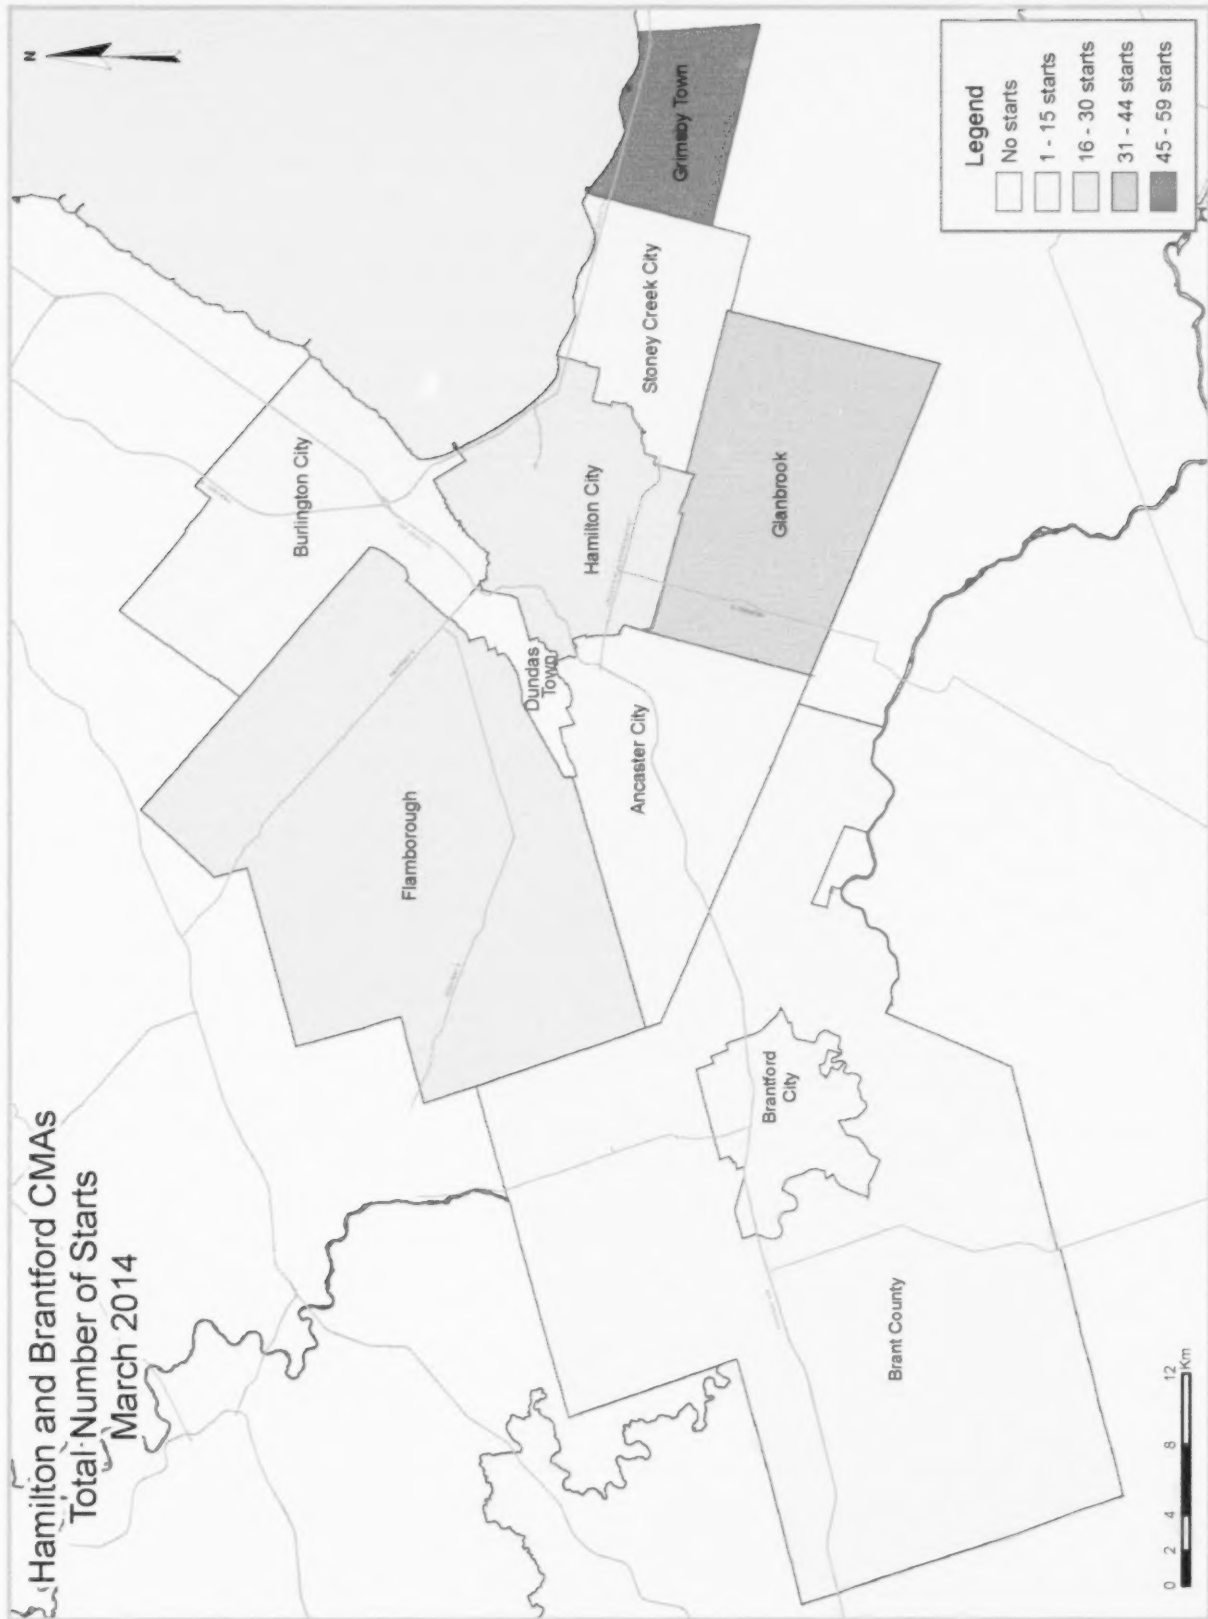 Hamilton and Brantford CMAs
Total Number of Starts
March 2014
N
Burlington City
Flamborough
Dundas
Town
Hamilton City
Stoney Creek City
Grimsby Town
Ancaster City
Glanbrook
Brantford
City
Brant County
Legend
No starts
1 - 15 starts
16 - 30 starts
31 - 44 starts
45 - 59 starts
0 2 4 8 12
Km